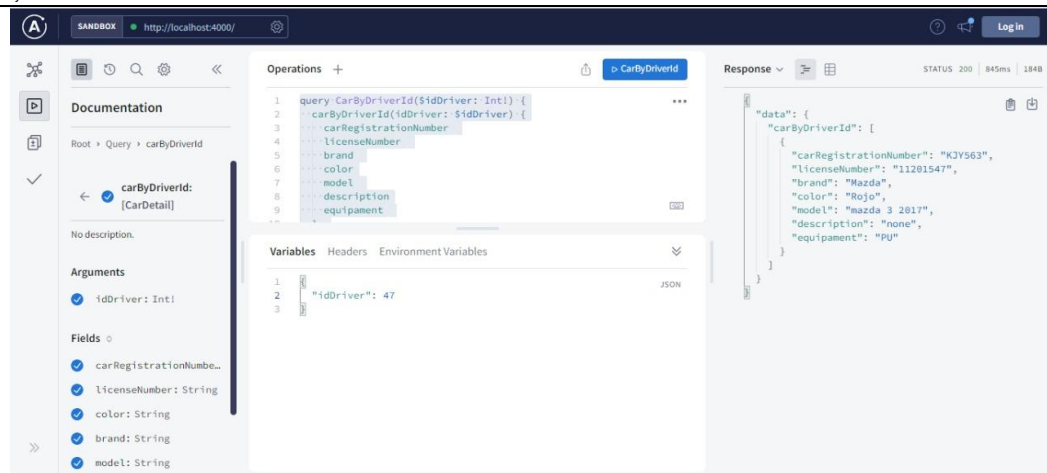 SANDBOX http://localhost:4000/
Log in
Documentation
Root › Query › carByDriverId
carByDriverId:
[CarDetail]
No description.
Arguments
idDriver: Int!
Fields
carRegistrationNumbe…
licenseNumber: String
color: String
brand: String
model: String
Operations +
CarByDriverId
1 query CarByDriverId($idDriver: Int!) {
2 carByDriverId(idDriver: $idDriver) {
3 carRegistrationNumber
4 licenseNumber
5 brand
6 color
7 model
8 description
9 equipament
Variables Headers Environment Variables
JSON
1 {
2 "idDriver": 47
3 }
Response STATUS 200 845ms 184B
{
"data": {
"carByDriverId": [
{
"carRegistrationNumber": "KJY563",
"licenseNumber": "11201547",
"brand": "Mazda",
"color": "Rojo",
"model": "mazda 3 2017",
"description": "none",
"equipament": "PU"
}
]
}
}